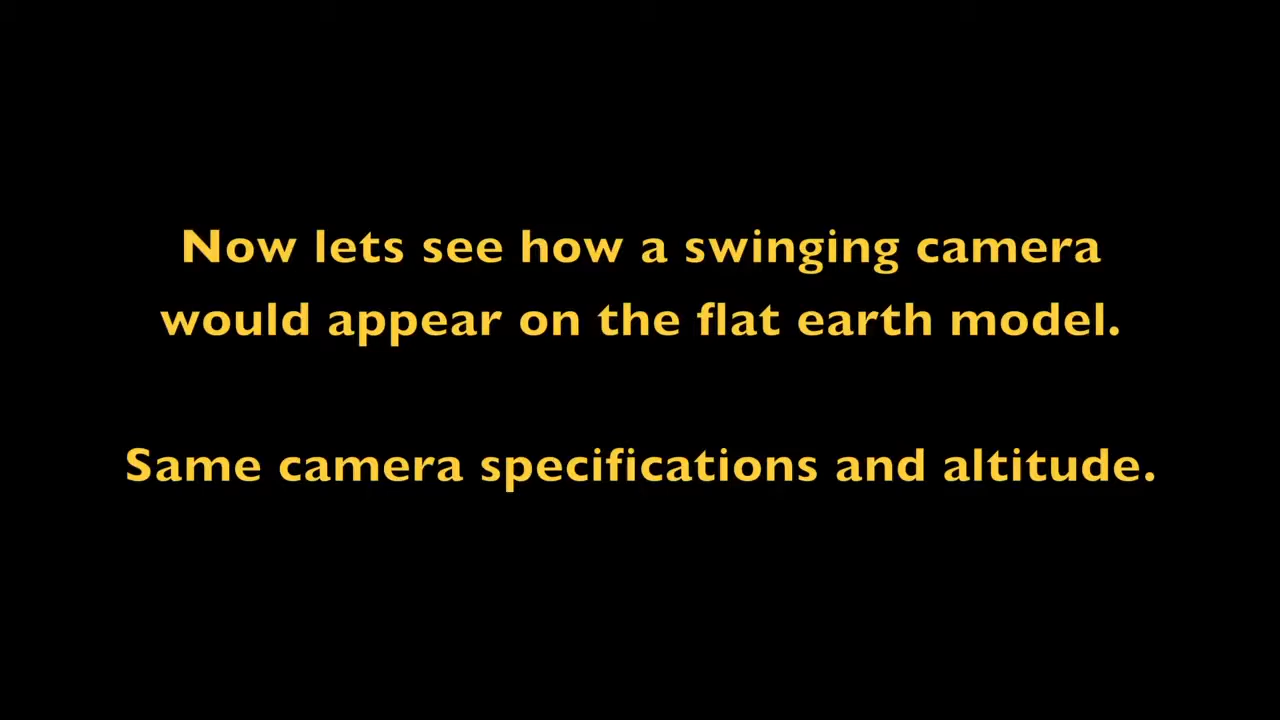 Now lets see how a swinging camera
would appear on the flat earth model.
Same camera specifications and altitude.